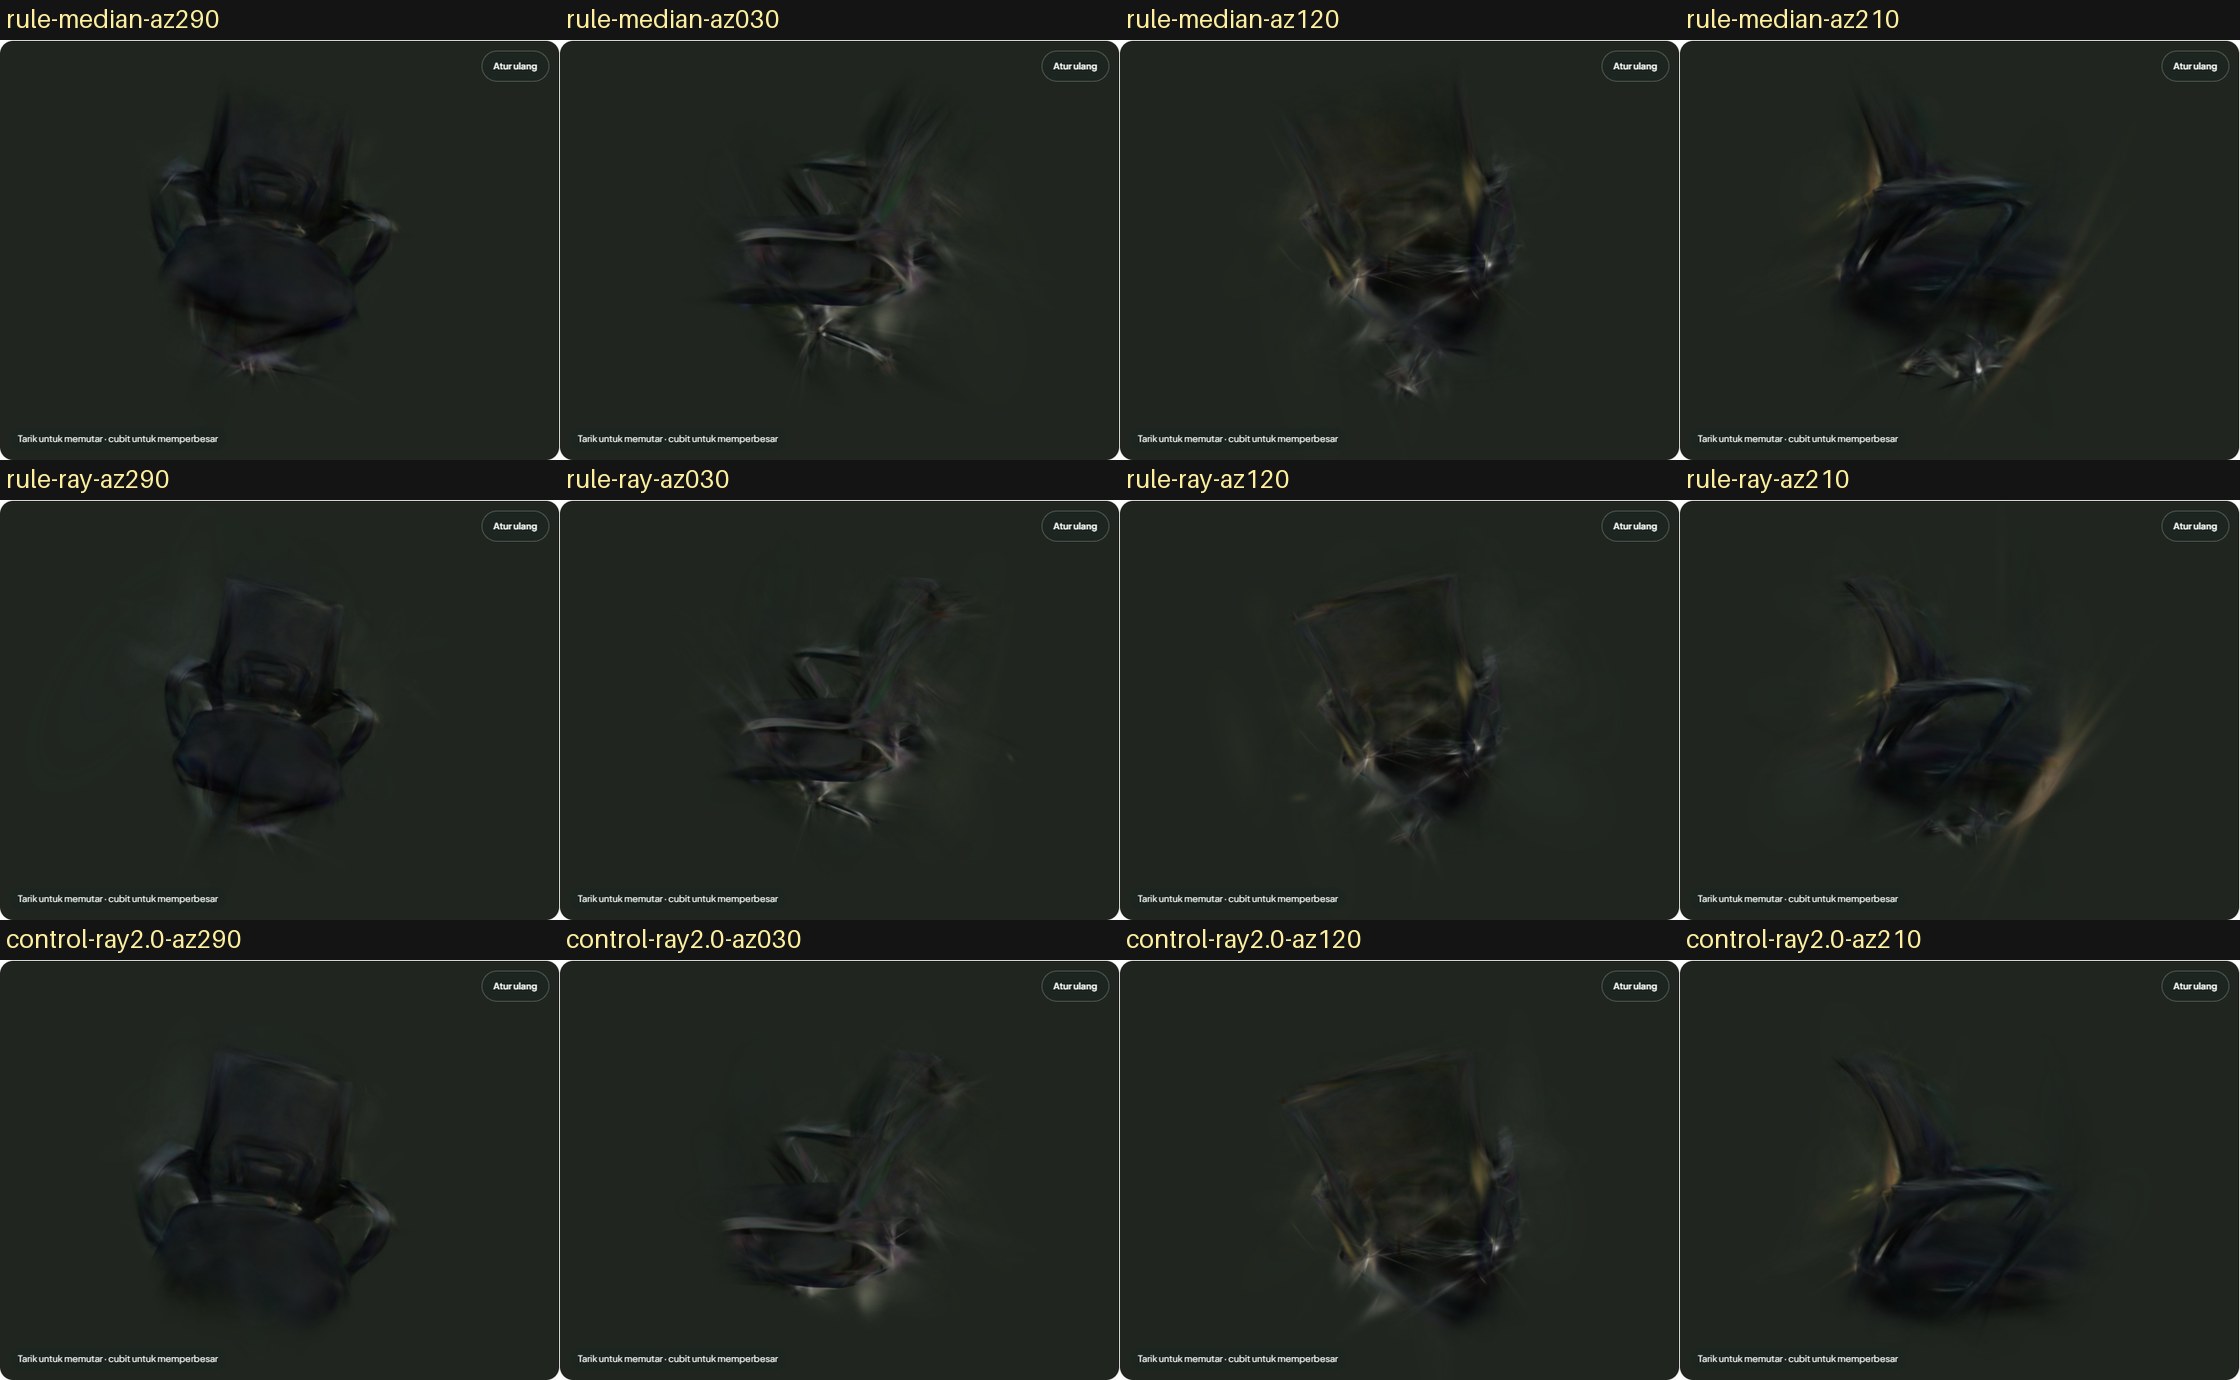 rule-median-az290
rule-median-az030
rule-median-az120
rule-median-az210
Atur ulang
Atur ulang
Atur ulang
Atur ulang
Tarik untuk memutar · cubit untuk memperbesar
Tarik untuk memutar · cubit untuk memperbesar
Tarik untuk memutar · cubit untuk memperbesar
Tarik untuk memutar · cubit untuk memperbesar
rule-ray-az290
rule-ray-az030
rule-ray-az120
rule-ray-az210
Atur ulang
Atur ulang
Atur ulang
Atur ulang
Tarik untuk memutar · cubit untuk memperbesar
Tarik untuk memutar · cubit untuk memperbesar
Tarik untuk memutar · cubit untuk memperbesar
Tarik untuk memutar · cubit untuk memperbesar
control-ray2.0-az290
control-ray2.0-az030
control-ray2.0-az120
control-ray2.0-az210
Atur ulang
Atur ulang
Atur ulang
Atur ulang
Tarik untuk memutar · cubit untuk memperbesar
Tarik untuk memutar · cubit untuk memperbesar
Tarik untuk memutar · cubit untuk memperbesar
Tarik untuk memutar · cubit untuk memperbesar